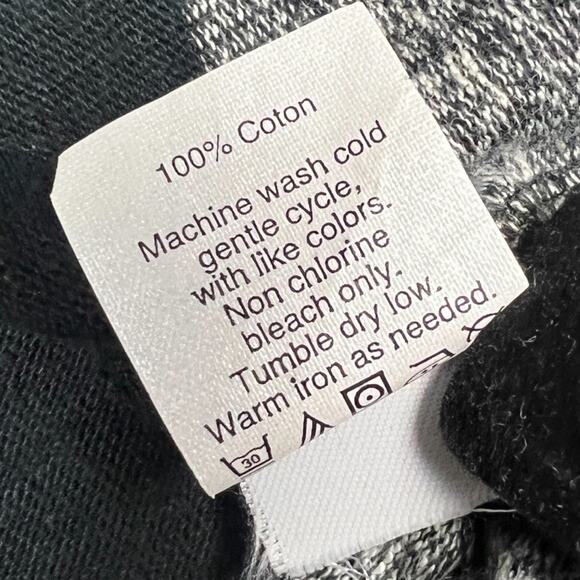 100% Coton
Machine wash cold
gentle cycle,
with like colors.
Non chlorine
bleach only.
Tumble dry low.
Warm iron as needed.
30